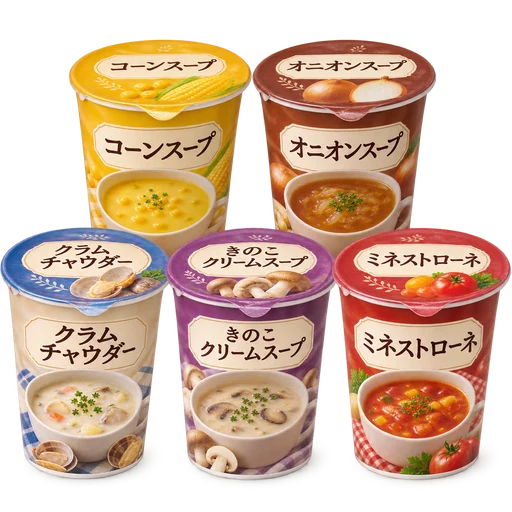 コーンスープ
コーンスープ
オニオンスープ
オニオンスープ
クラム
チャウダー
クラム
チャウダー
きのこ
クリームスープ
きのこ
クリームスープ
ミネストローネ
ミネストローネ